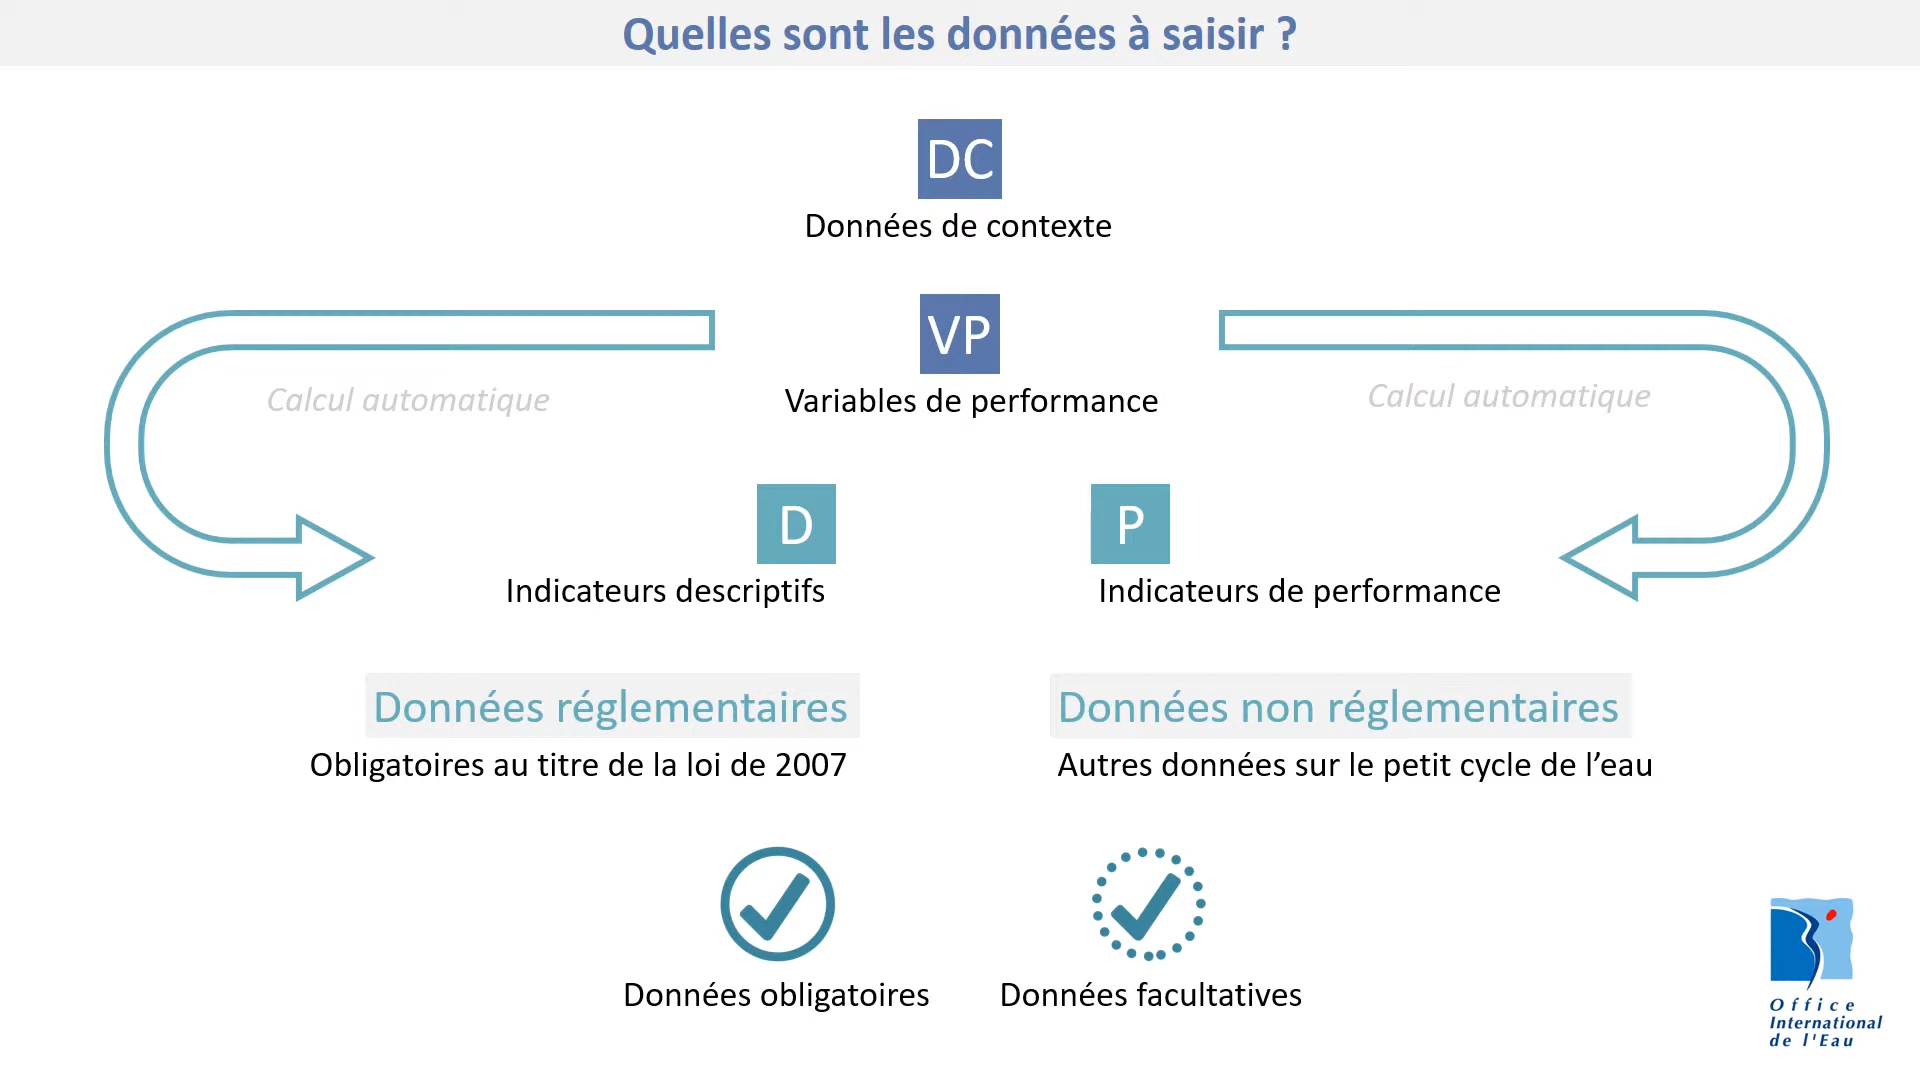 Quelles sont les données à saisir ?
DC
Données de contexte
VP
Variables de performance
Calcul automatique
Calcul automatique
D
P
Indicateurs descriptifs
Indicateurs de performance
Données réglementaires
Données non réglementaires
Obligatoires au titre de la loi de 2007
Autres données sur le petit cycle de l’eau
Données obligatoires
Données facultatives
Office
International
de l'Eau